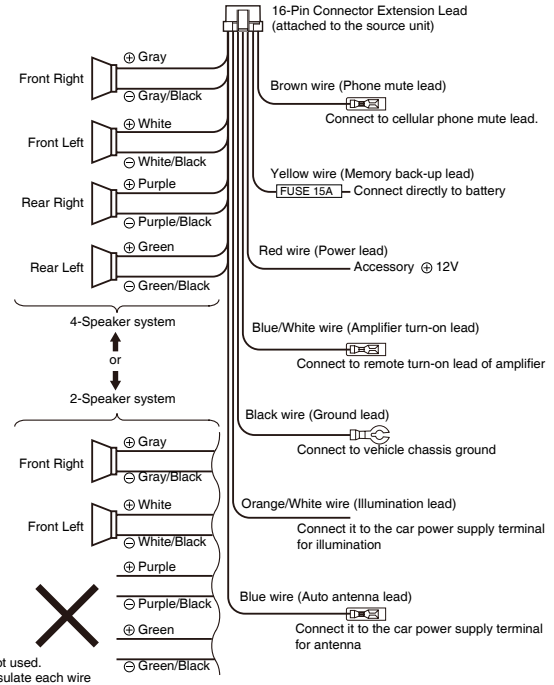 16-Pin Connector Extension Lead
(attached to the source unit)
Front Right
⊕ Gray
⊖ Gray/Black
Front Left
⊕ White
⊖ White/Black
Rear Right
⊕ Purple
⊖ Purple/Black
Rear Left
⊕ Green
⊖ Green/Black
4-Speaker system
or
2-Speaker system
Front Right
⊕ Gray
⊖ Gray/Black
Front Left
⊕ White
⊖ White/Black
⊕ Purple
⊖ Purple/Black
⊕ Green
⊖ Green/Black
used.
each wire
Brown wire (Phone mute lead)
Connect to cellular phone mute lead.
Yellow wire (Memory back-up lead)
FUSE 15A
Connect directly to battery
Red wire (Power lead)
Accessory ⊕ 12V
Blue/White wire (Amplifier turn-on lead)
Connect to remote turn-on lead of amplifier
Black wire (Ground lead)
Connect to vehicle chassis ground
Orange/White wire (Illumination lead)
Connect it to the car power supply terminal
for illumination
Blue wire (Auto antenna lead)
Connect it to the car power supply terminal
for antenna